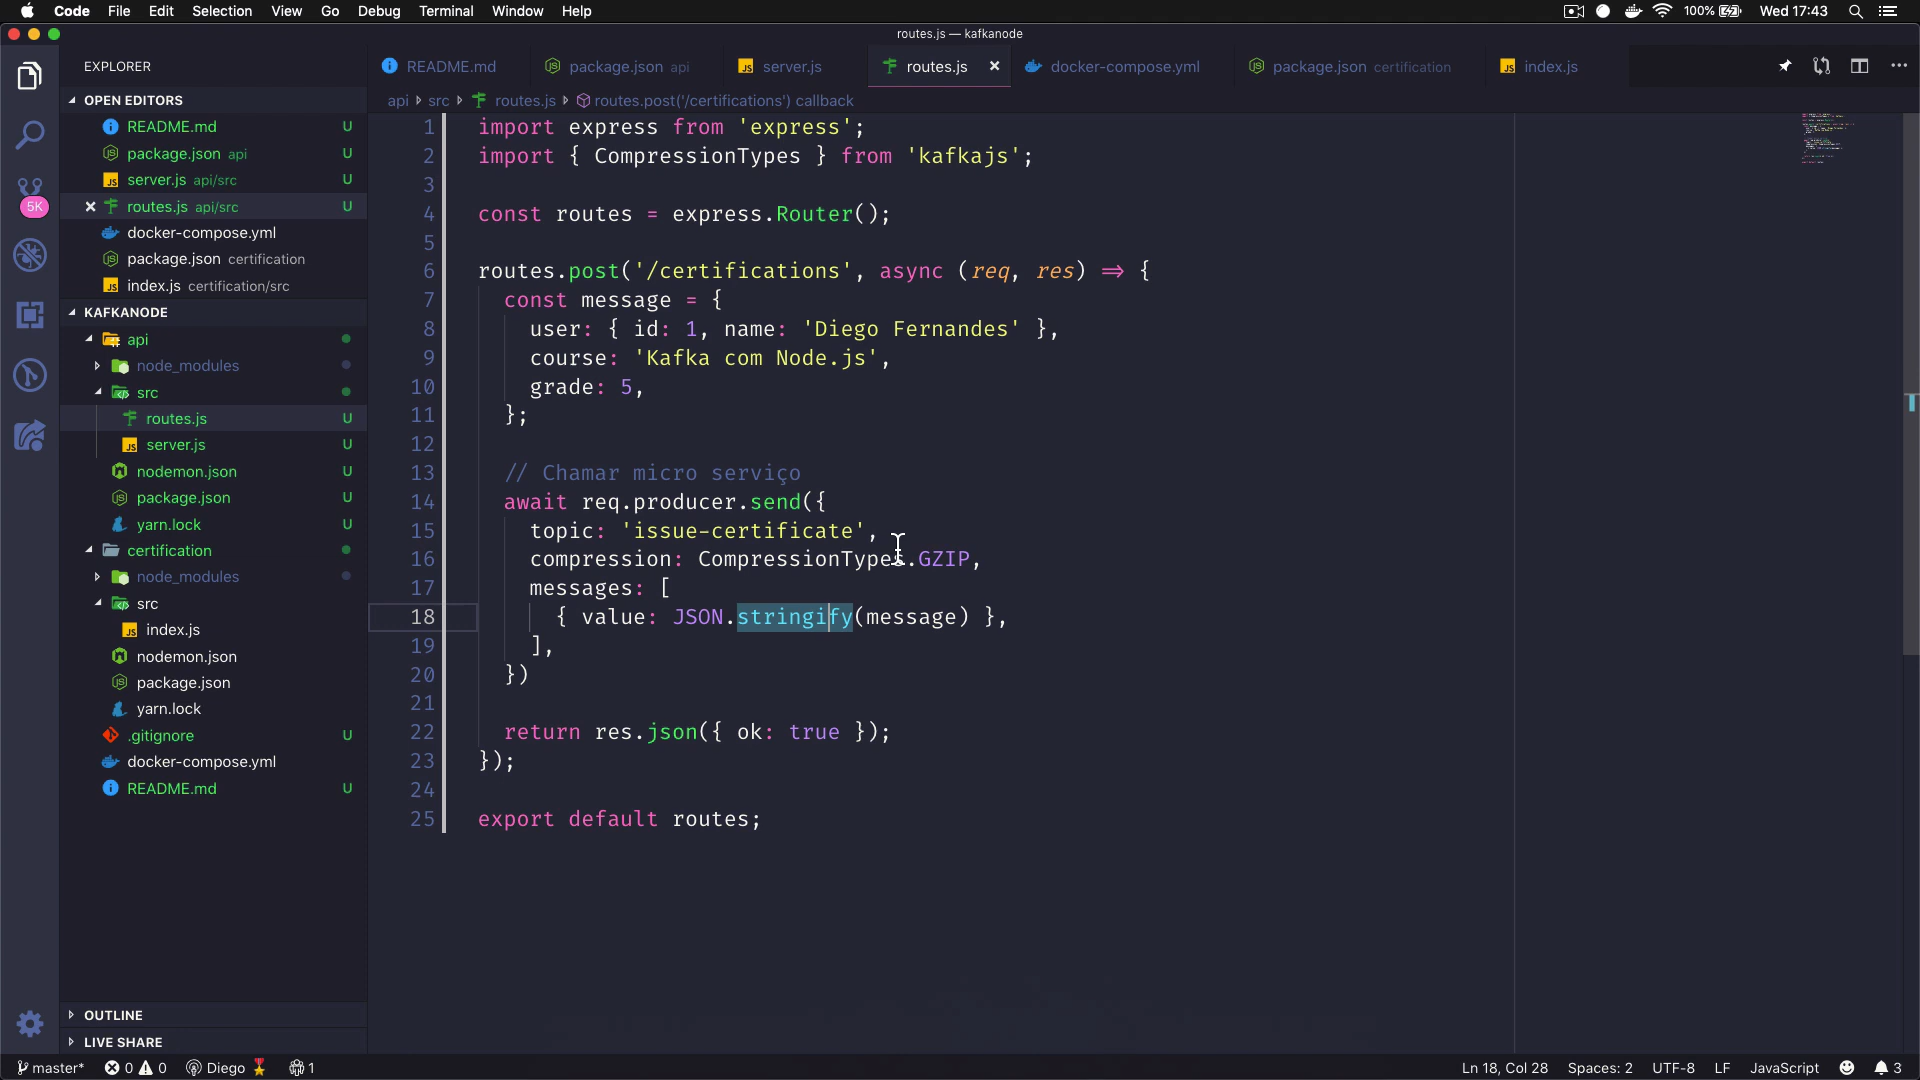 Code File Edit Selection View Go Debug Terminal Window Help 100% Wed 17:43
routes.js — kafkanode
EXPLORER
OPEN EDITORS
README.md U
package.json api U
server.js api/src U
routes.js api/src U
docker-compose.yml
package.json certification
index.js certification/src
KAFKANODE
api
node_modules
src
routes.js U
server.js U
nodemon.json U
package.json U
yarn.lock U
certification
node_modules
src
index.js
nodemon.json
package.json
yarn.lock
.gitignore U
docker-compose.yml
README.md U
OUTLINE
LIVE SHARE
5K
README.md package.json api server.js routes.js docker-compose.yml package.json certification index.js
api src routes.js routes.post('/certifications') callback
1 import express from 'express';
2 import { CompressionTypes } from 'kafkajs';
3
4 const routes = express.Router();
5
6 routes.post('/certifications', async (req, res) => {
7 const message = {
8 user: { id: 1, name: 'Diego Fernandes' },
9 course: 'Kafka com Node.js',
10 grade: 5,
11 };
12
13 // Chamar micro serviço
14 await req.producer.send({
15 topic: 'issue-certificate',
16 compression: CompressionTypes.GZIP,
17 messages: [
18 { value: JSON.stringify(message) },
19 ],
20 })
21
22 return res.json({ ok: true });
23 });
24
25 export default routes;
master* 0 0 Diego 1 Ln 18, Col 28 Spaces: 2 UTF-8 LF JavaScript 3